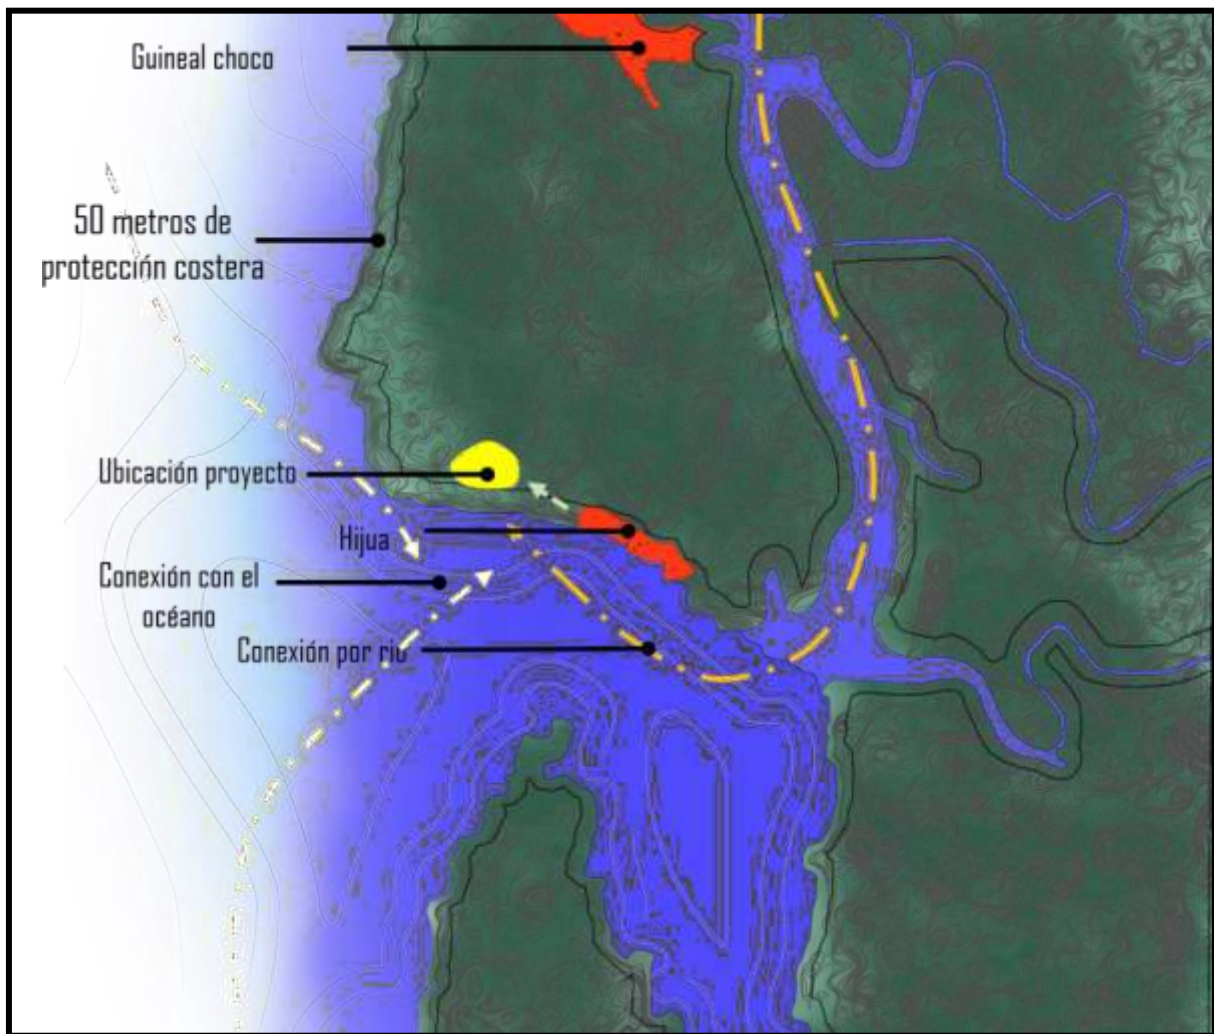 Guineal choco
50 metros de
protección costera
Ubicación proyecto
Hijua
Conexión con el
océano
Conexión por rio